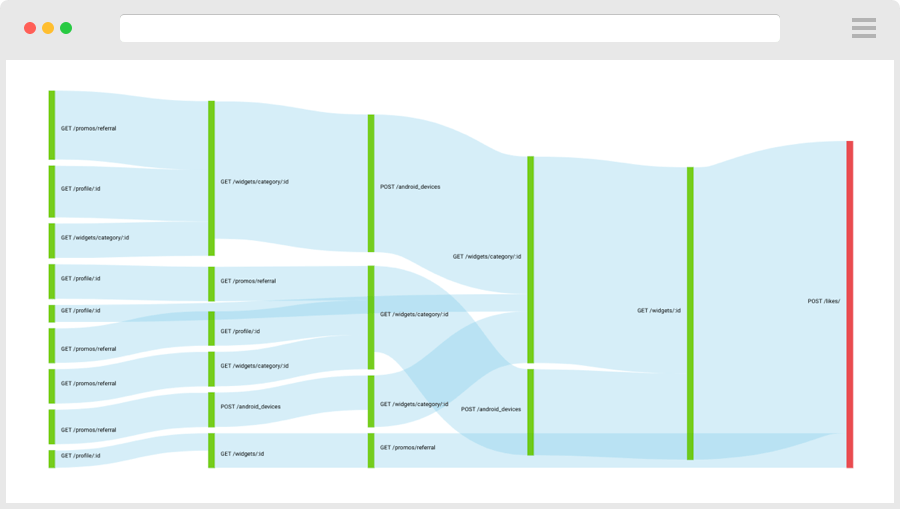 GET /promos/referral
GET /profile/:id
GET /widgets/category/:id
GET /profile/:id
GET /profile/:id
GET /promos/referral
GET /promos/referral
GET /promos/referral
GET /profile/:id
GET /widgets/category/:id
GET /promos/referral
GET /profile/:id
GET /widgets/category/:id
POST /android_devices
GET /widgets/:id
POST /android_devices
GET /widgets/category/:id
GET /widgets/category/:id
GET /promos/referral
GET /widgets/category/:id
POST /android_devices
GET /widgets/:id
POST /likes/